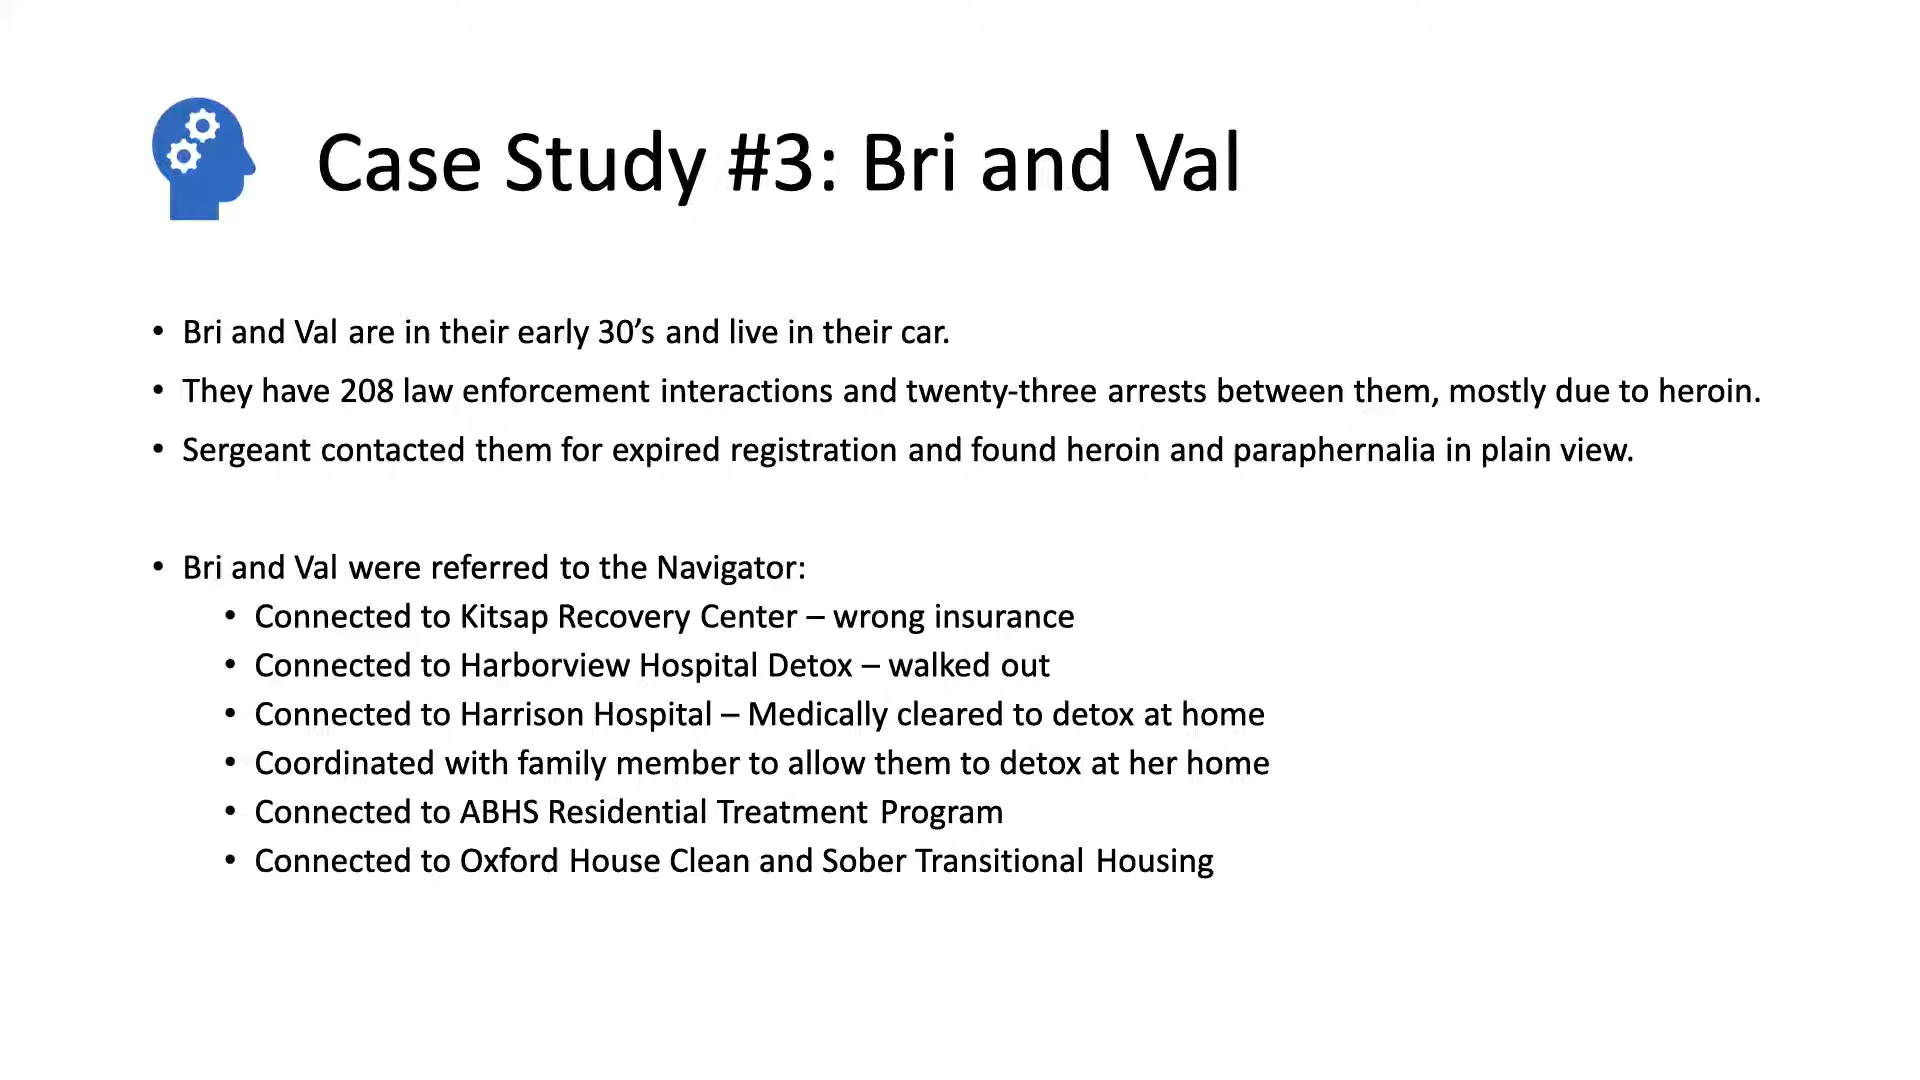 Case Study #3: Bri and Val
• Bri and Val are in their early 30’s and live in their car.
• They have 208 law enforcement interactions and twenty-three arrests between them, mostly due to heroin.
• Sergeant contacted them for expired registration and found heroin and paraphernalia in plain view.
• Bri and Val were referred to the Navigator:
• Connected to Kitsap Recovery Center – wrong insurance
• Connected to Harborview Hospital Detox – walked out
• Connected to Harrison Hospital – Medically cleared to detox at home
• Coordinated with family member to allow them to detox at her home
• Connected to ABHS Residential Treatment Program
• Connected to Oxford House Clean and Sober Transitional Housing